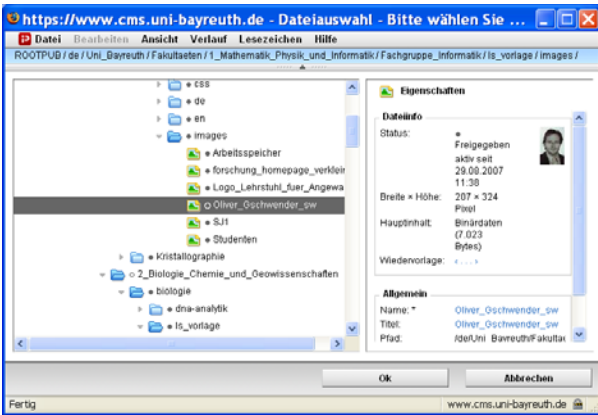 https://www.cms.uni-bayreuth.de - Dateiauswahl - Bitte wählen Sie ...
Datei Bearbeiten Ansicht Verlauf Lesezeichen Hilfe
ROOTPUB / de / Uni_Bayreuth / Fakultaeten / 1_Mathematik_Physik_und_Informatik / Fachgruppe_Informatik / ls_vorlage / images /
css
de
en
images
Arbeitsspeicher
forschung_homepage_verklein
Logo_Lehrstuhl_fuer_Angewa
Oliver_Gschwender_sw
SJ1
Studenten
Kristallographie
2_Biologie_Chemie_und_Geowissenschaften
biologie
dna-analytik
ls_vorlage
Eigenschaften
Dateiinfo
Status:
Freigegeben
aktiv seit
29.08.2007
11:38
Breite × Höhe: 207 × 324
Pixel
Hauptinhalt: Binärdaten
(7.023
Bytes)
Wiedervorlage: < . . . >
Allgemein
Name: * Oliver_Gschwender_sw
Titel: Oliver_Gschwender_sw
Pfad: /de/Uni_Bayreuth/Fakultae
Ok Abbrechen
Fertig www.cms.uni-bayreuth.de